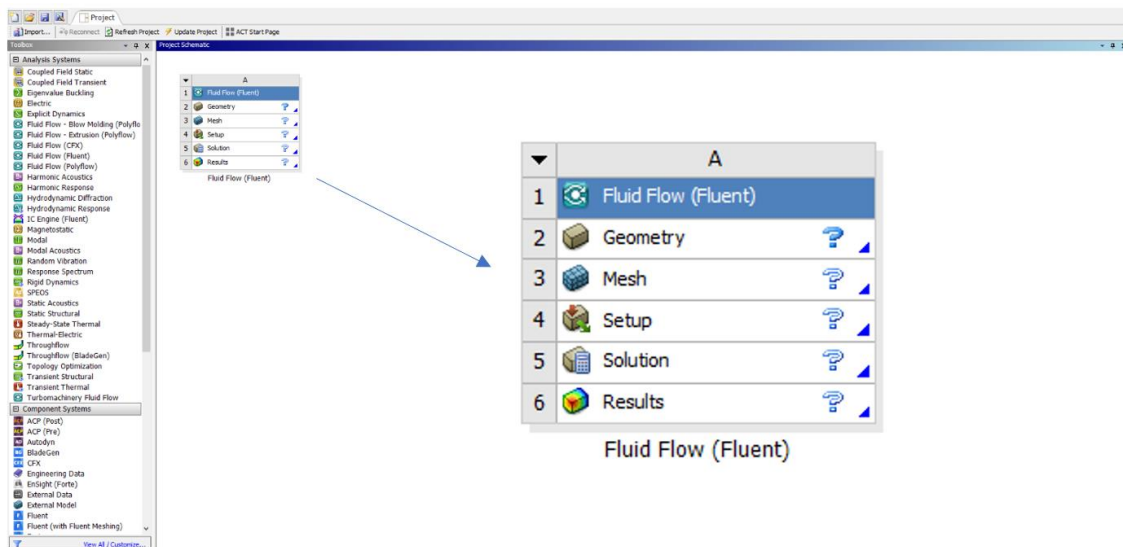 Project
Import... Reconnect Refresh Project Update Project ACT Start Page
Toolbox
Project Schematic
Analysis Systems
Coupled Field Static
Coupled Field Transient
Eigenvalue Buckling
Electric
Explicit Dynamics
Fluid Flow - Blow Molding (Polyflo
Fluid Flow - Extrusion (Polyflow)
Fluid Flow (CFX)
Fluid Flow (Fluent)
Fluid Flow (Polyflow)
Harmonic Acoustics
Harmonic Response
Hydrodynamic Diffraction
Hydrodynamic Response
IC Engine (Fluent)
Magnetostatic
Modal
Modal Acoustics
Random Vibration
Response Spectrum
Rigid Dynamics
SPEOS
Static Acoustics
Static Structural
Steady-State Thermal
Thermal-Electric
Throughflow
Throughflow (BladeGen)
Topology Optimization
Transient Structural
Transient Thermal
Turbomachinery Fluid Flow
Component Systems
ACP (Post)
ACP (Pre)
Autodyn
BladeGen
CFX
Engineering Data
EnSight (Forte)
External Data
External Model
Fluent
Fluent (with Fluent Meshing)
View All / Customize...
A
1 Fluid Flow (Fluent)
2 Geometry ?
3 Mesh ?
4 Setup ?
5 Solution ?
6 Results ?
Fluid Flow (Fluent)
A
1 Fluid Flow (Fluent)
2 Geometry ?
3 Mesh ?
4 Setup ?
5 Solution ?
6 Results ?
Fluid Flow (Fluent)